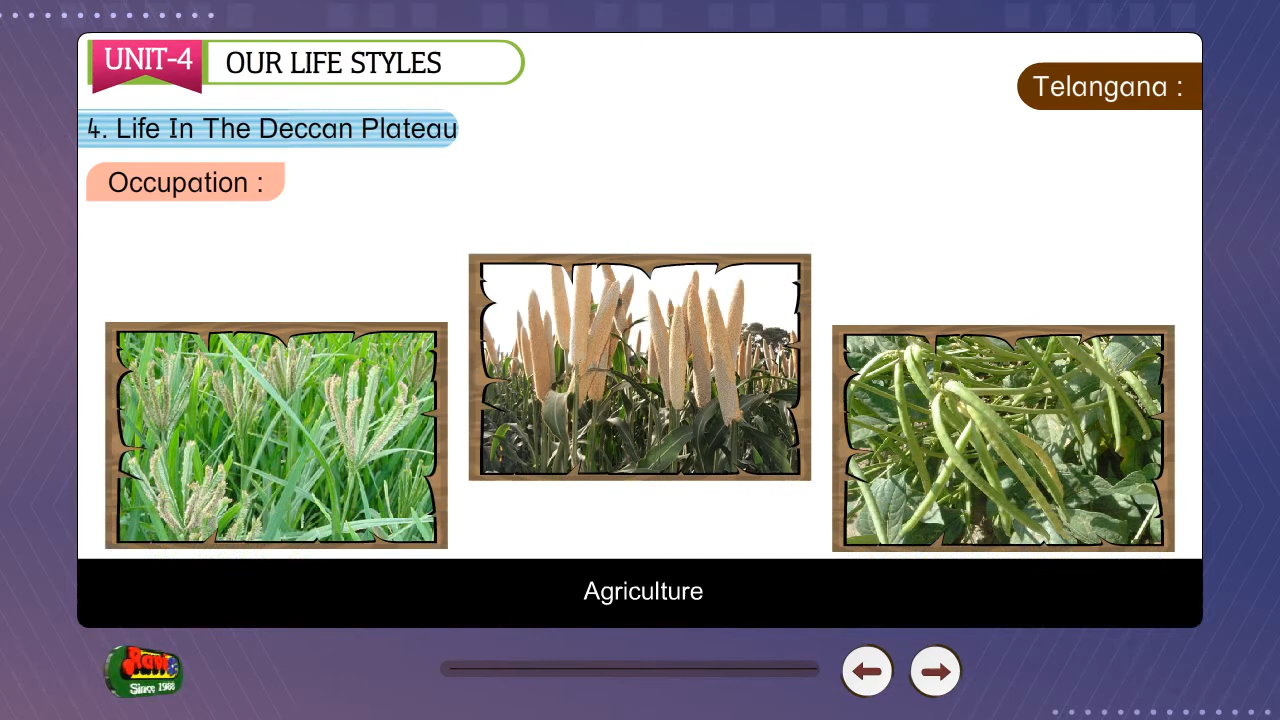 UNIT-4
OUR LIFE STYLES
Telangana :
4. Life In The Deccan Plateau
Occupation :
Agriculture
Since 1988